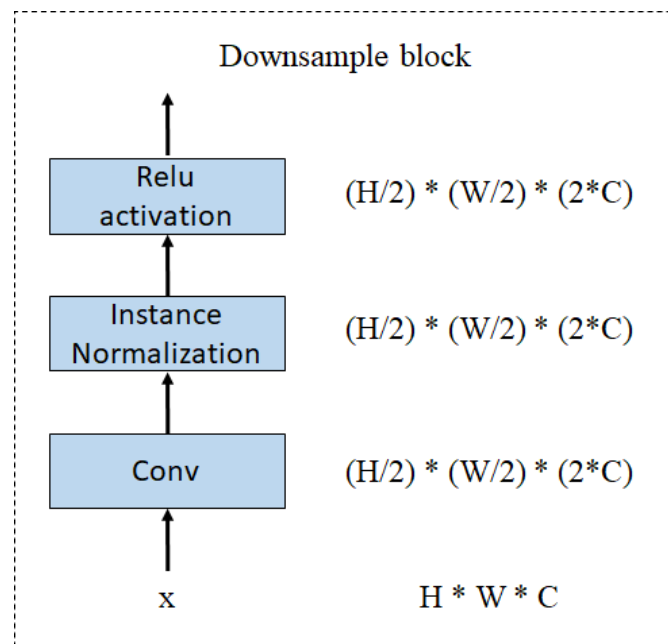 Downsample block
Relu
activation
(H/2) * (W/2) * (2*C)
Instance
Normalization
(H/2) * (W/2) * (2*C)
Conv
(H/2) * (W/2) * (2*C)
x
H * W * C